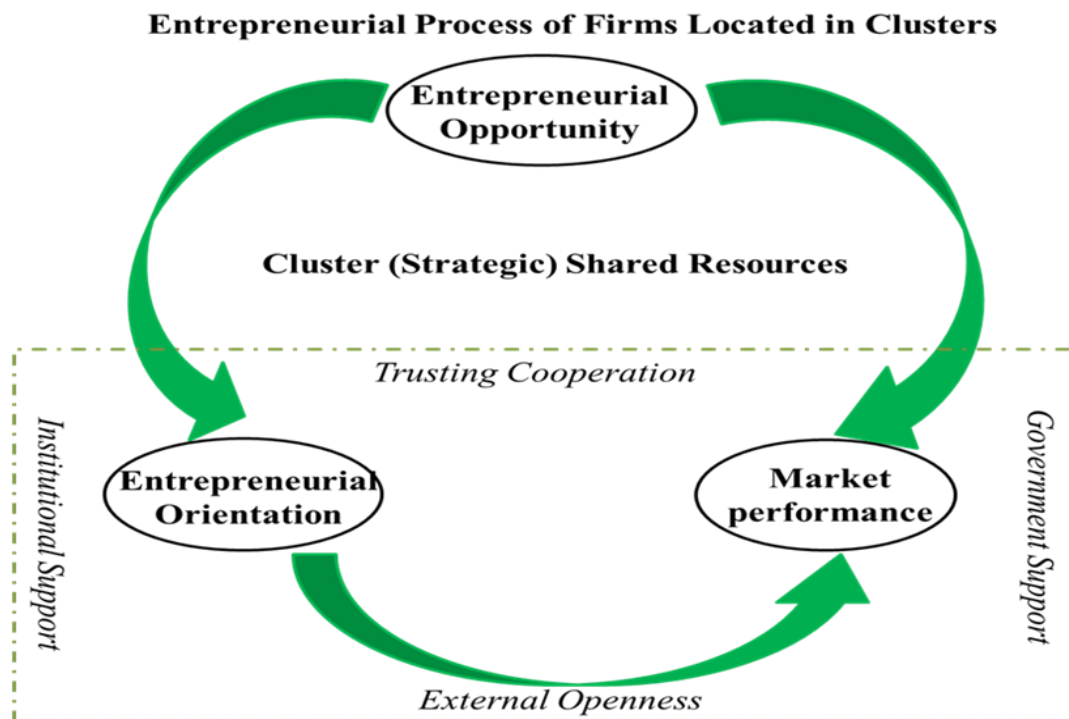 Entrepreneurial Process of Firms Located in Clusters
Entrepreneurial
Opportunity
Cluster (Strategic) Shared Resources
Trusting Cooperation
Institutional Support
Government Support
Entrepreneurial
Orientation
Market
performance
External Openness